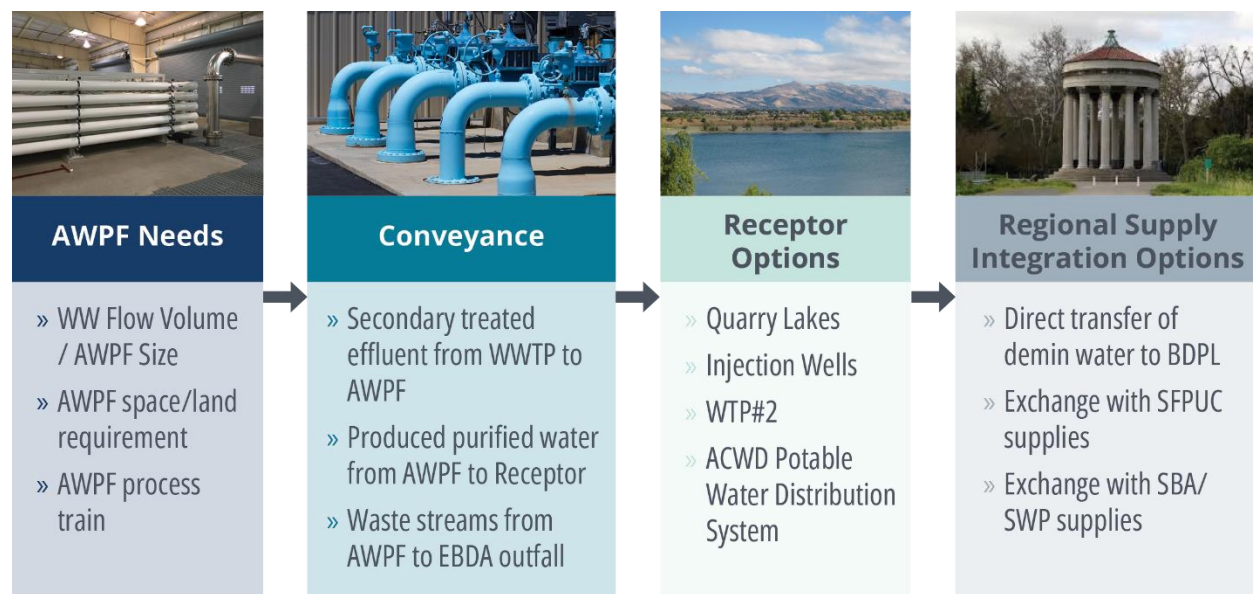 AWPF Needs
» WW Flow Volume
/ AWPF Size
» AWPF space/land
requirement
» AWPF process
train
Conveyance
» Secondary treated
effluent from WWTP to
AWPF
» Produced purified water
from AWPF to Receptor
» Waste streams from
AWPF to EBDA outfall
Receptor
Options
» Quarry Lakes
» Injection Wells
» WTP#2
» ACWD Potable
Water Distribution
System
Regional Supply
Integration Options
» Direct transfer of
demin water to BDPL
» Exchange with SFPUC
supplies
» Exchange with SBA/
SWP supplies